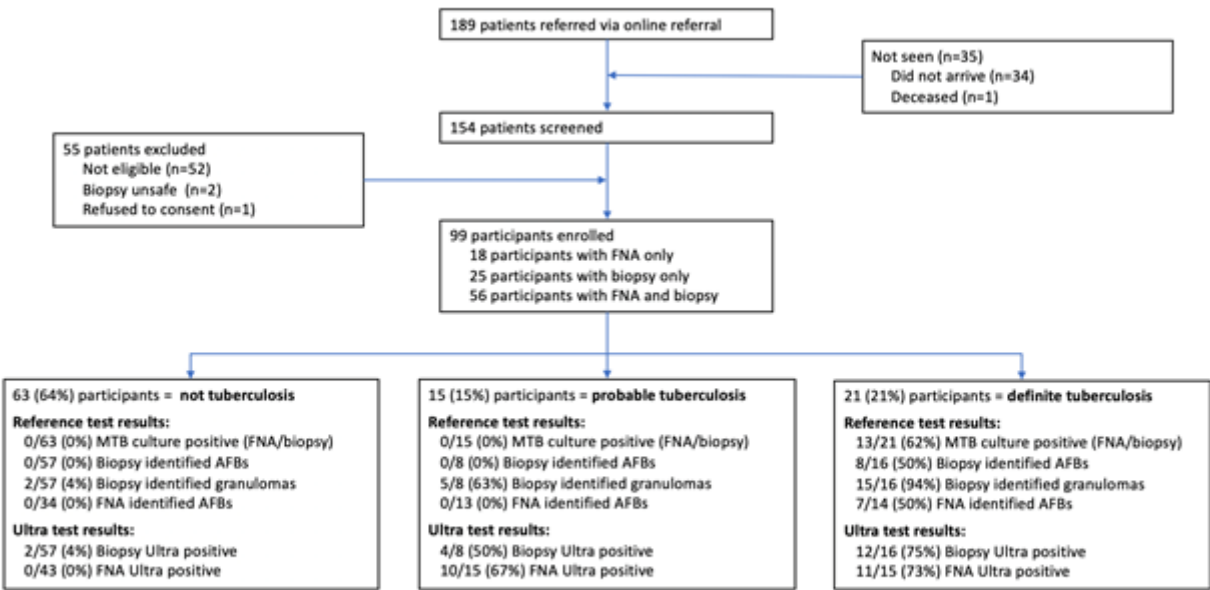 189 patients referred via online referral
Not seen (n=35)
Did not arrive (n=34)
Deceased (n=1)
154 patients screened
55 patients excluded
Not eligible (n=52)
Biopsy unsafe (n=2)
Refused to consent (n=1)
99 participants enrolled
18 participants with FNA only
25 participants with biopsy only
56 participants with FNA and biopsy
63 (64%) participants = not tuberculosis
Reference test results:
0/63 (0%) MTB culture positive (FNA/biopsy)
0/57 (0%) Biopsy identified AFBs
2/57 (4%) Biopsy identified granulomas
0/34 (0%) FNA identified AFBs
Ultra test results:
2/57 (4%) Biopsy Ultra positive
0/43 (0%) FNA Ultra positive
15 (15%) participants = probable tuberculosis
Reference test results:
0/15 (0%) MTB culture positive (FNA/biopsy)
0/8 (0%) Biopsy identified AFBs
5/8 (63%) Biopsy identified granulomas
0/13 (0%) FNA identified AFBs
Ultra test results:
4/8 (50%) Biopsy Ultra positive
10/15 (67%) FNA Ultra positive
21 (21%) participants = definite tuberculosis
Reference test results:
13/21 (62%) MTB culture positive (FNA/biopsy)
8/16 (50%) Biopsy identified AFBs
15/16 (94%) Biopsy identified granulomas
7/14 (50%) FNA identified AFBs
Ultra test results:
12/16 (75%) Biopsy Ultra positive
11/15 (73%) FNA Ultra positive